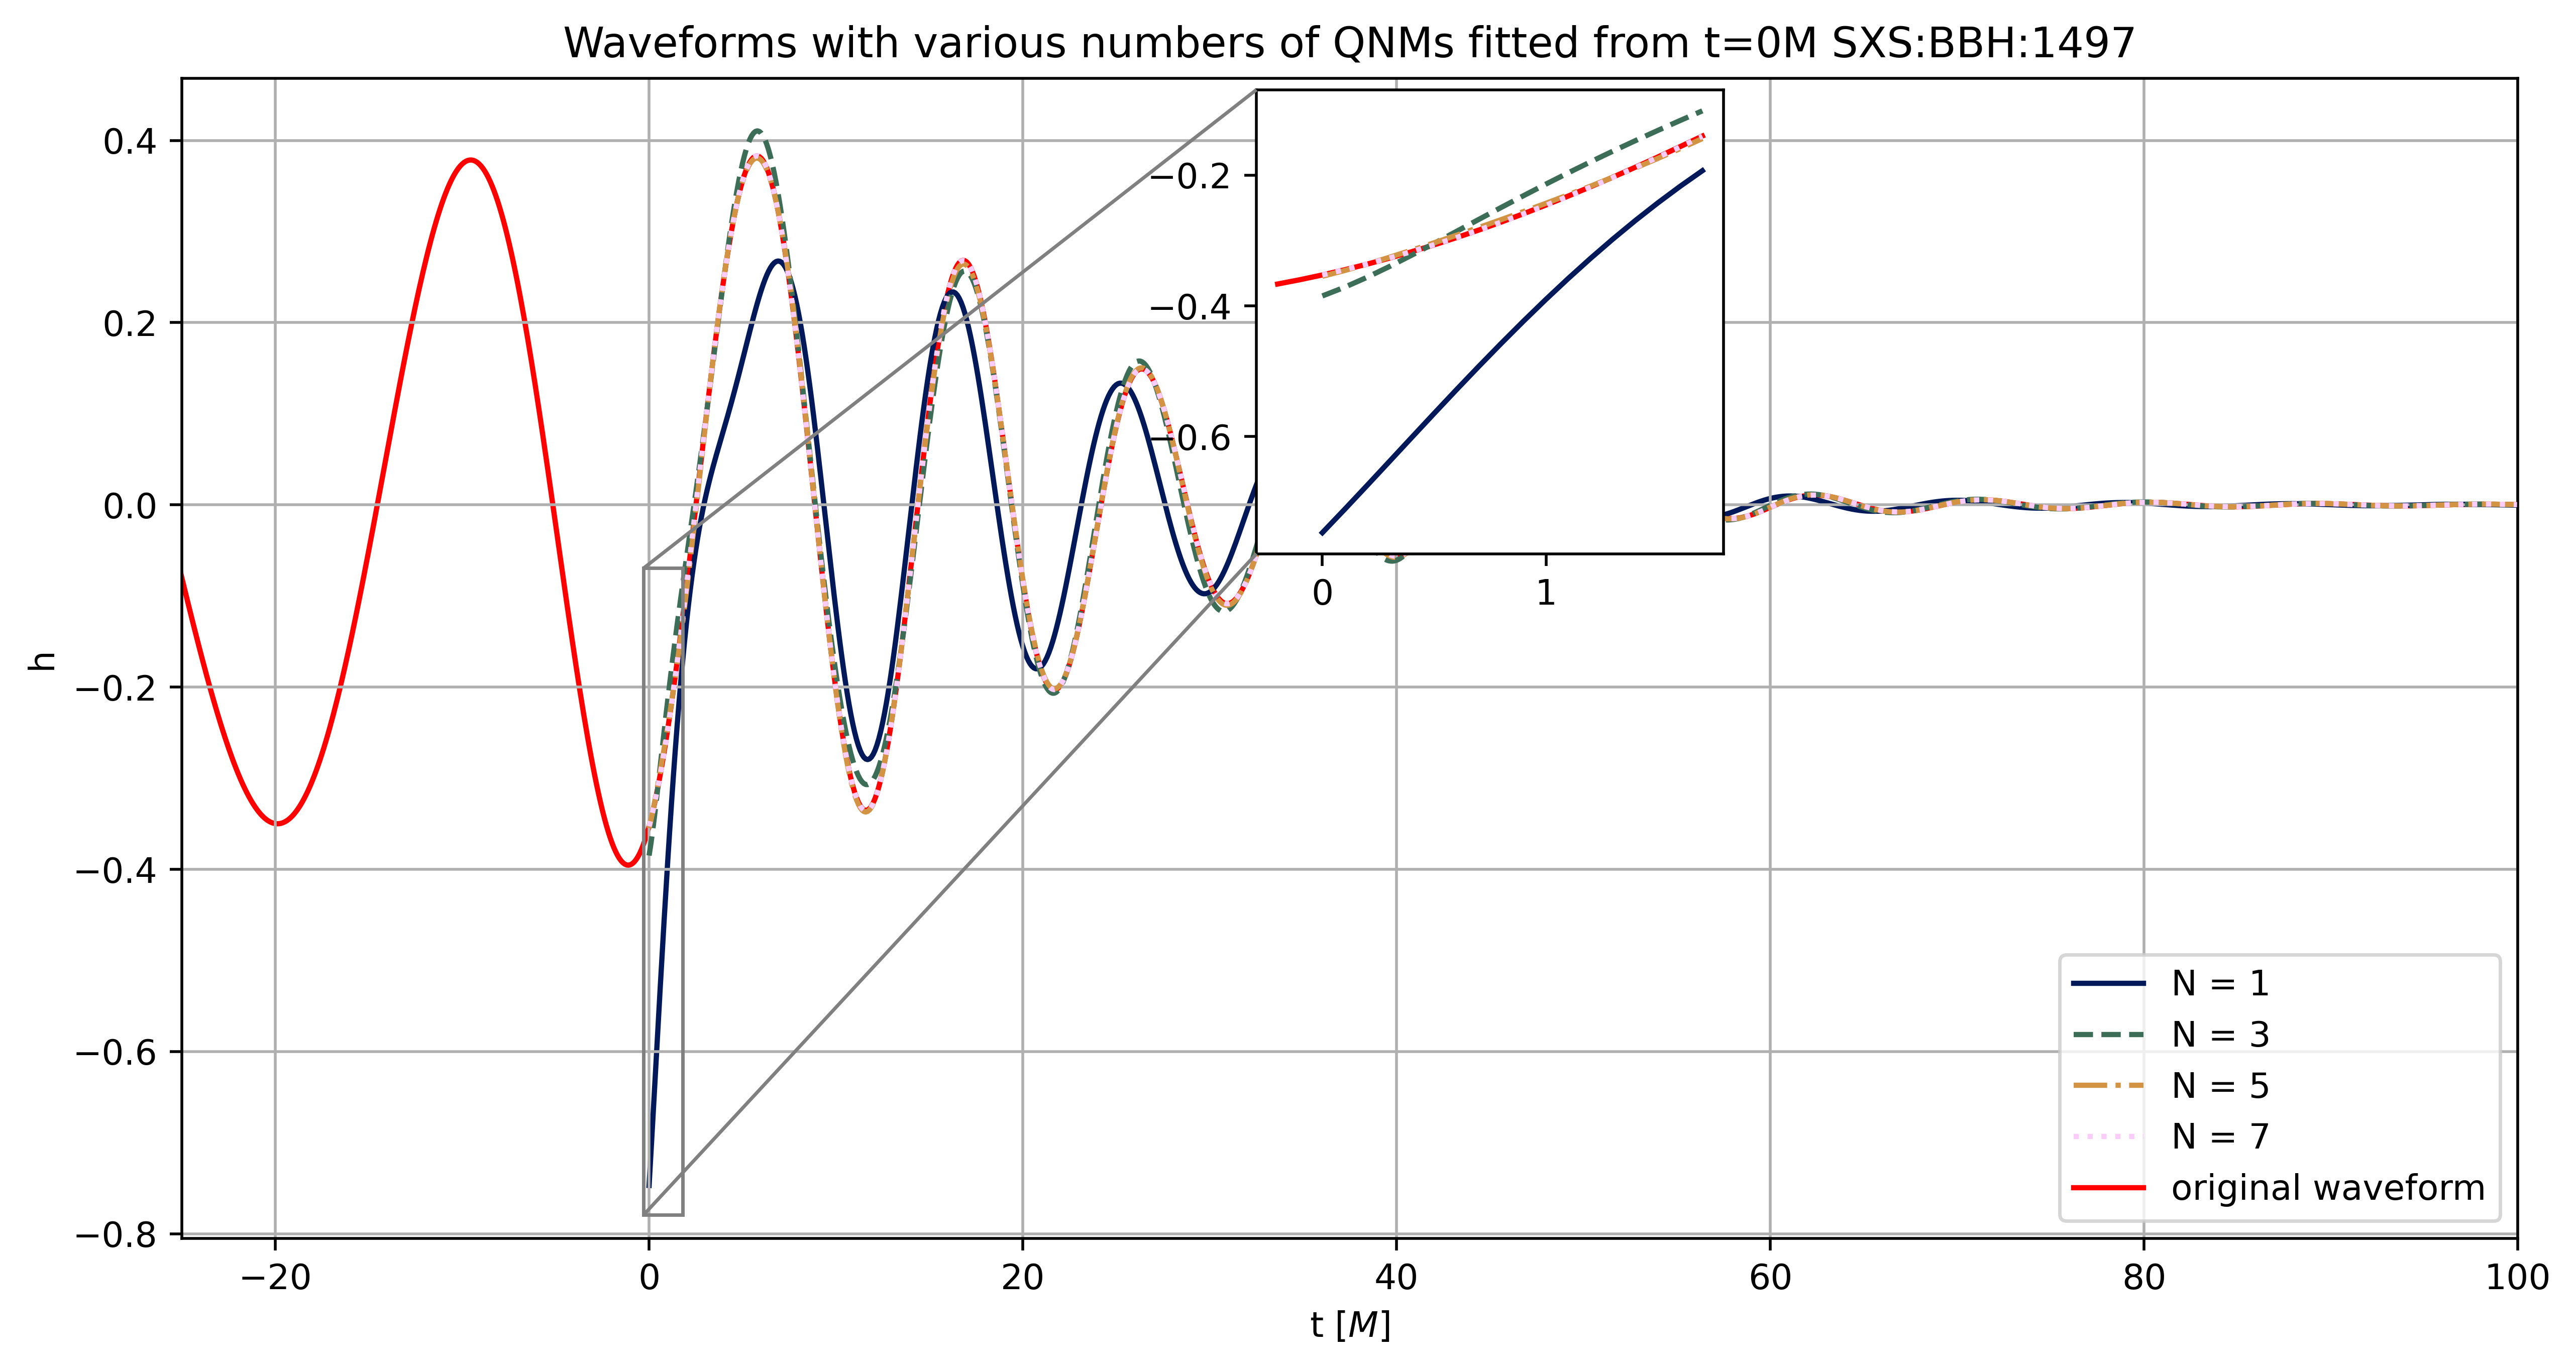 Waveforms with various numbers of QNMs fitted from t=0M SXS:BBH:1497
0.4
0.2
0.0
−0.2
−0.4
−0.6
−0.8
h
−0.2
−0.4
−0.6
0 1
N = 1
N = 3
N = 5
N = 7
original waveform
−20 0 20 40 60 80 100
t [M]